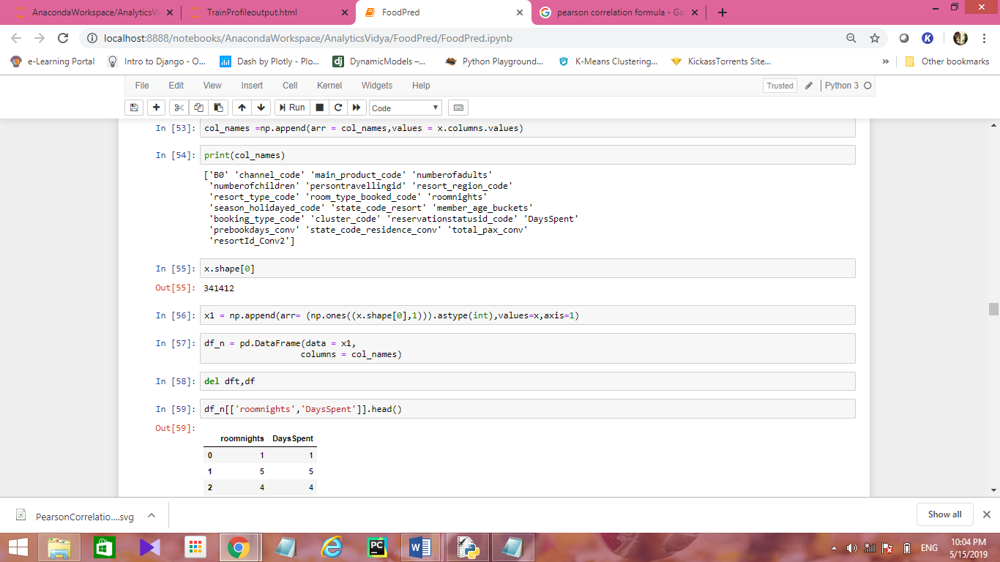 AnacondaWorkspace/AnalyticsVi
TrainProfileoutput.html
FoodPred
pearson correlation formula - Go
localhost:8888/notebooks/AnacondaWorkspace/AnalyticsVidya/FoodPred/FoodPred.ipynb
e-Learning Portal
Intro to Django - O...
Dash by Plotly - Plo...
DynamicModels –...
Python Playground...
K-Means Clustering...
KickassTorrents Site...
Other bookmarks
File Edit View Insert Cell Kernel Widgets Help
Trusted
Python 3
Run
Code
In [53]: col_names =np.append(arr = col_names,values = x.columns.values)
In [54]: print(col_names)
['B0' 'channel_code' 'main_product_code' 'numberofadults'
'numberofchildren' 'persontravellingid' 'resort_region_code'
'resort_type_code' 'room_type_booked_code' 'roomnights'
'season_holidayed_code' 'state_code_resort' 'member_age_buckets'
'booking_type_code' 'cluster_code' 'reservationstatusid_code' 'DaysSpent'
'prebookdays_conv' 'state_code_residence_conv' 'total_pax_conv'
'resortId_Conv2']
In [55]: x.shape[0]
Out[55]: 341412
In [56]: x1 = np.append(arr= (np.ones((x.shape[0],1))).astype(int),values=x,axis=1)
In [57]: df_n = pd.DataFrame(data = x1,
columns = col_names)
In [58]: del dft,df
In [59]: df_n[['roomnights','DaysSpent']].head()
Out[59]:
roomnights DaysSpent
0 1 1
1 5 5
2 4 4
PearsonCorrelatio....svg
Show all
ENG
10:04 PM
5/15/2019